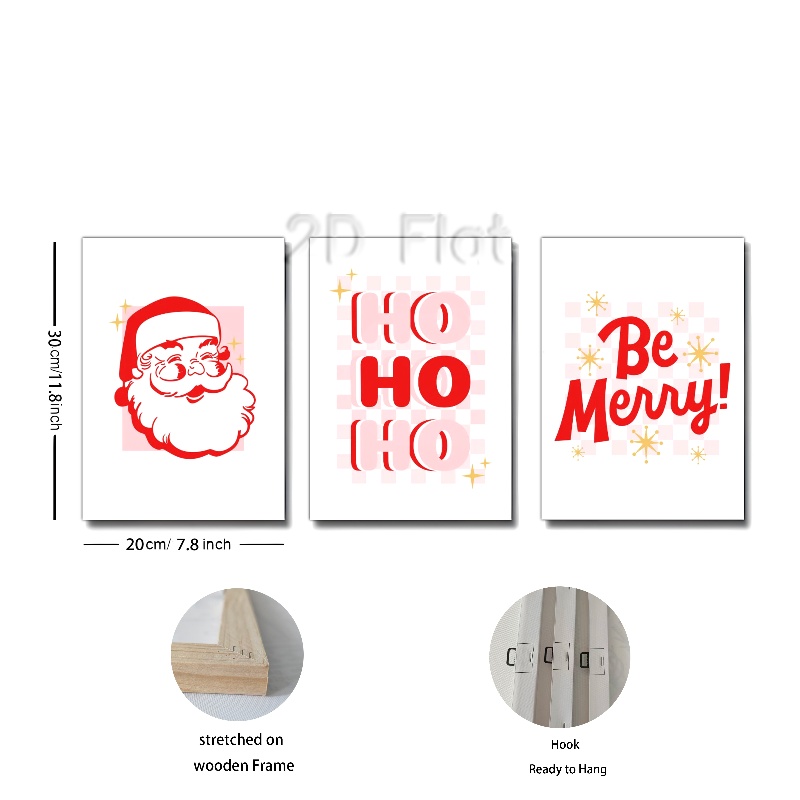 2D Flat
HO
HO
HO
Be
Merry!
30cm/11.8inch
20cm/ 7.8 inch
stretched on
wooden Frame
Hook
Ready to Hang